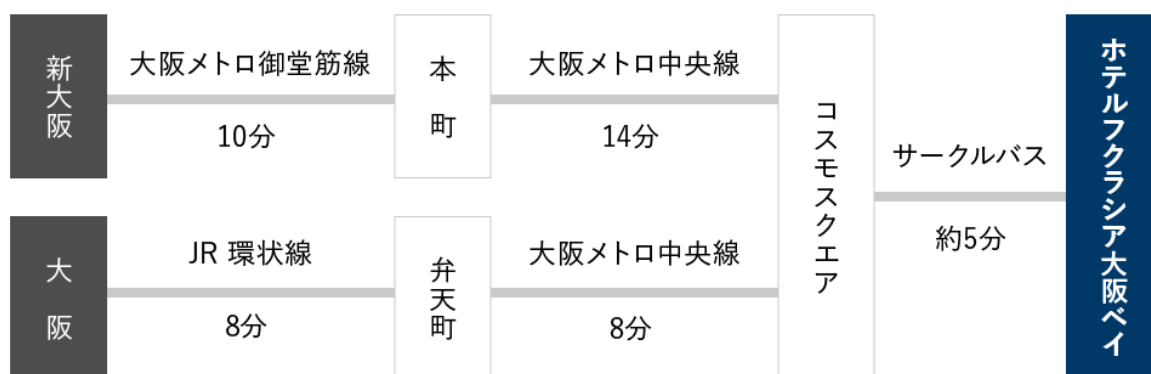 新大阪
大阪メトロ御堂筋線
10分
本町
大阪メトロ中央線
14分
大阪
JR 環状線
8分
弁天町
大阪メトロ中央線
8分
コスモスクエア
サークルバス
約5分
ホテルフクラシア大阪ベイ